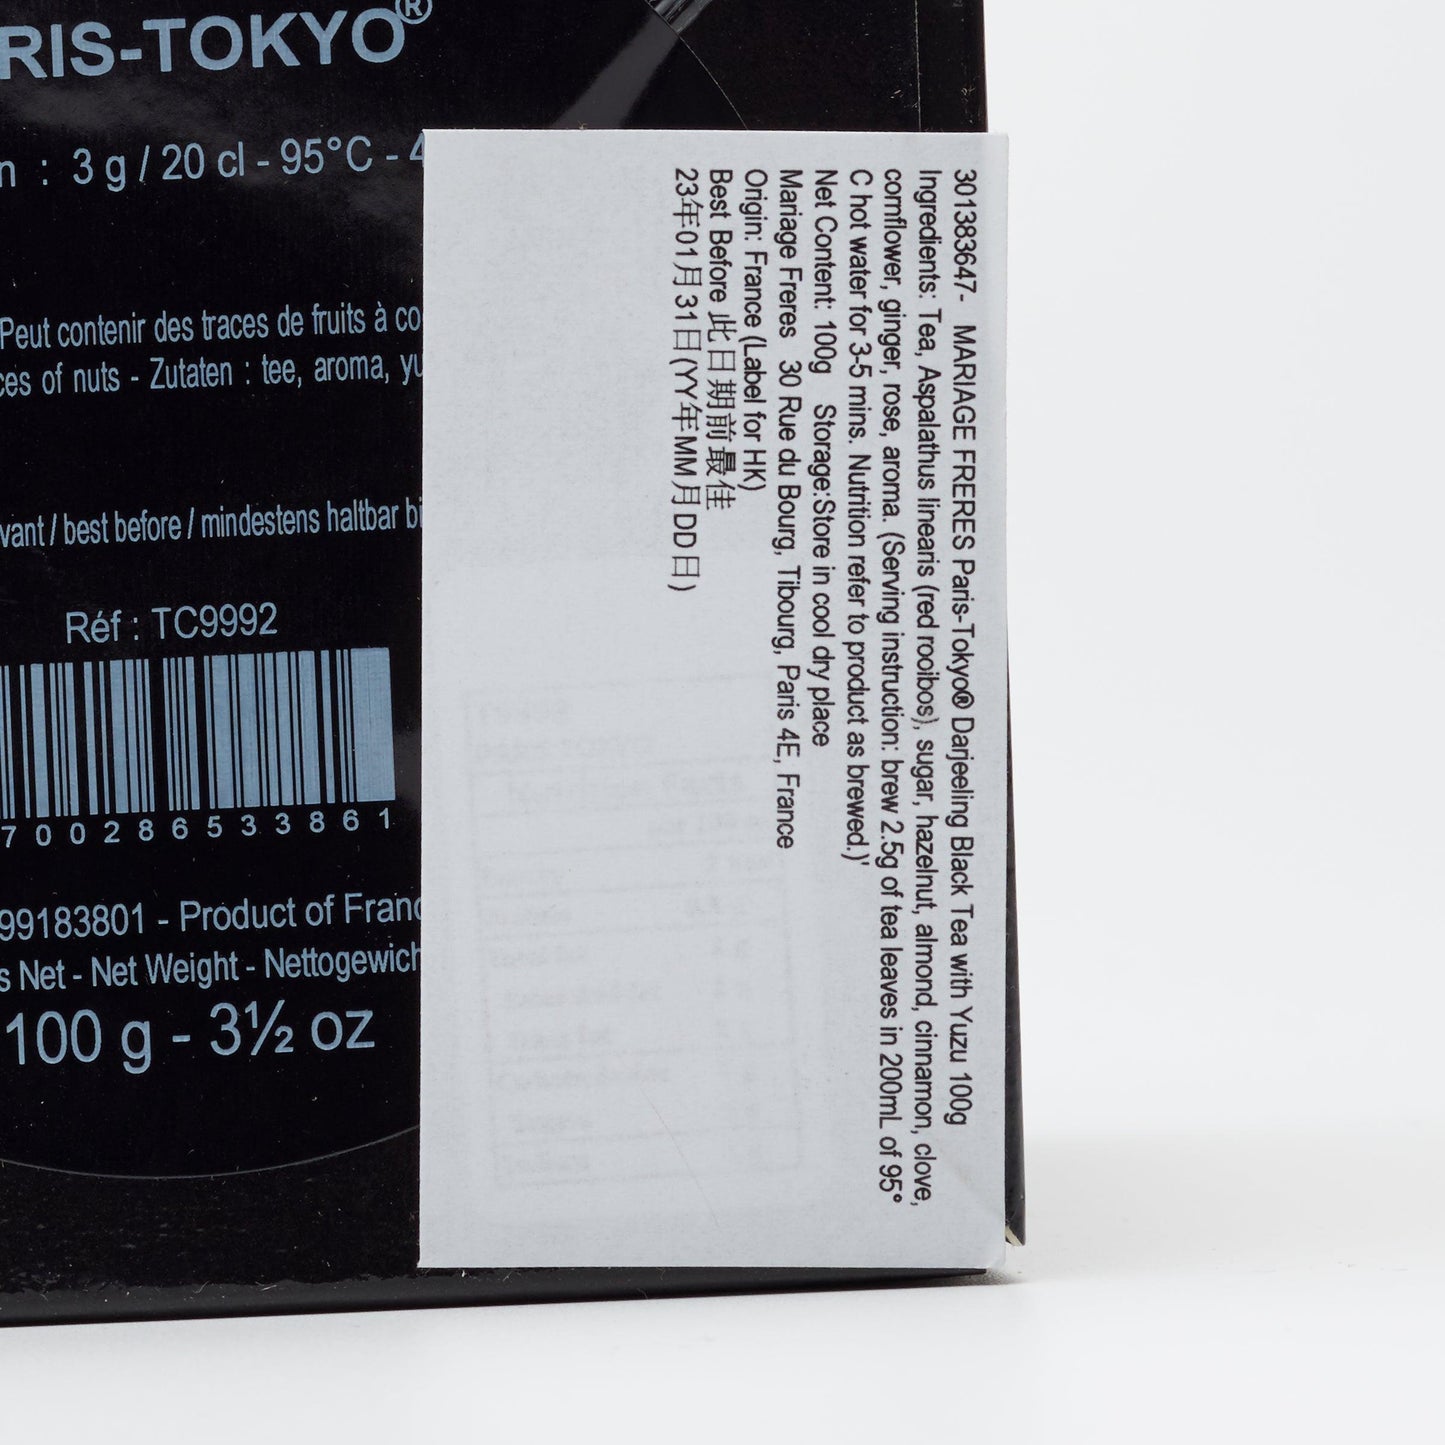 RIS-TOKYO®
n : 3 g / 20 cl - 95°C - 4
Peut contenir des traces de fruits à co
ces of nuts - Zutaten : tee, aroma, yu
vant / best before / mindestens haltbar bi
Réf : TC9992
700286533861
99183801 - Product of Franc
s Net - Net Weight - Nettogewich
100 g - 3½ oz
301383647- MARIAGE FRERES Paris-Tokyo® Darjeeling Black Tea with Yuzu 100g
Ingredients: Tea, Aspalathus linearis (red rooibos), sugar, hazelnut, almond, cinnamon, clove,
cornflower, ginger, rose, aroma. (Serving instruction: brew 2.5g of tea leaves in 200mL of 95°
C hot water for 3-5 mins. Nutrition refer to product as brewed.)'
Net Content: 100g Storage:Store in cool dry place
Mariage Freres 30 Rue du Bourg, Tibourg, Paris 4E, France
Origin: France (Label for HK)
Best Before 此日期前最佳
23年01月31日(YY年MM月DD日)